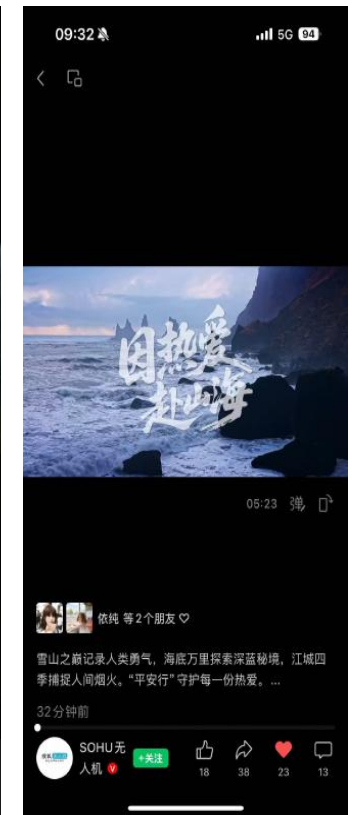 09:32
5G 94
因热爱
赴山海
05:23 弹
依纯 等2个朋友
雪山之巅记录人类勇气，海底万里探索深蓝秘境，江城四
季捕捉人间烟火。“平安行”守护每一份热爱。...
32分钟前
SOHU无
人机
+关注
18
38
23
13